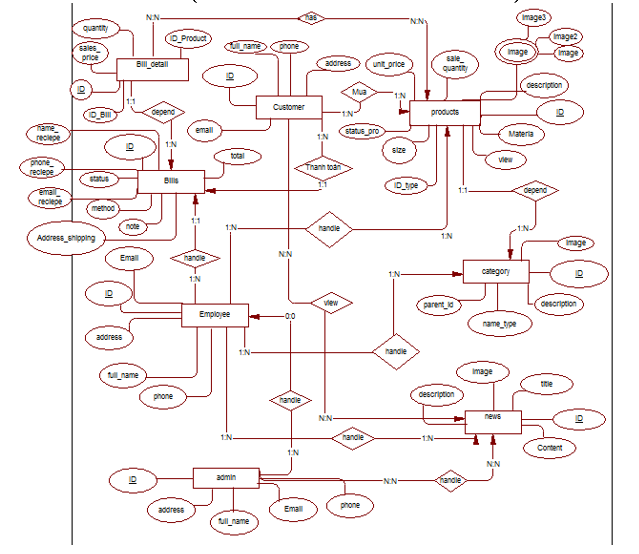 N:N
has
N:N
Image3
quantity
ID_Product
full_name
phone
Image
Image2
sales_
price
Image
Bill_detail
address
unit_price
sale_
quantity
ID
ID
description
1:1
Customer
Mua
1:N
1:N
ID_Bill
depend
products
ID
name_
reciepe
ID
email
1:N
status_pro
Materia
1:N
total
size
view
phone_
reciepe
Thanh toán
status
Bills
1:1
ID_type
1:1
depend
email_
reciepe
method
note
Address_shipping
1:1
1:N
handle
1:N
1:N
Image
Email
handle
N:N
1:N
category
ID
ID
1:N
view
parent_id
description
Employee
0:0
name_type
address
1:N
handle
full_name
Image
phone
handle
description
title
N:N
news
ID
1:N
handle
1:N
Content
1:N
N:N
ID
admin
N:N
handle
address
Email
phone
full_name